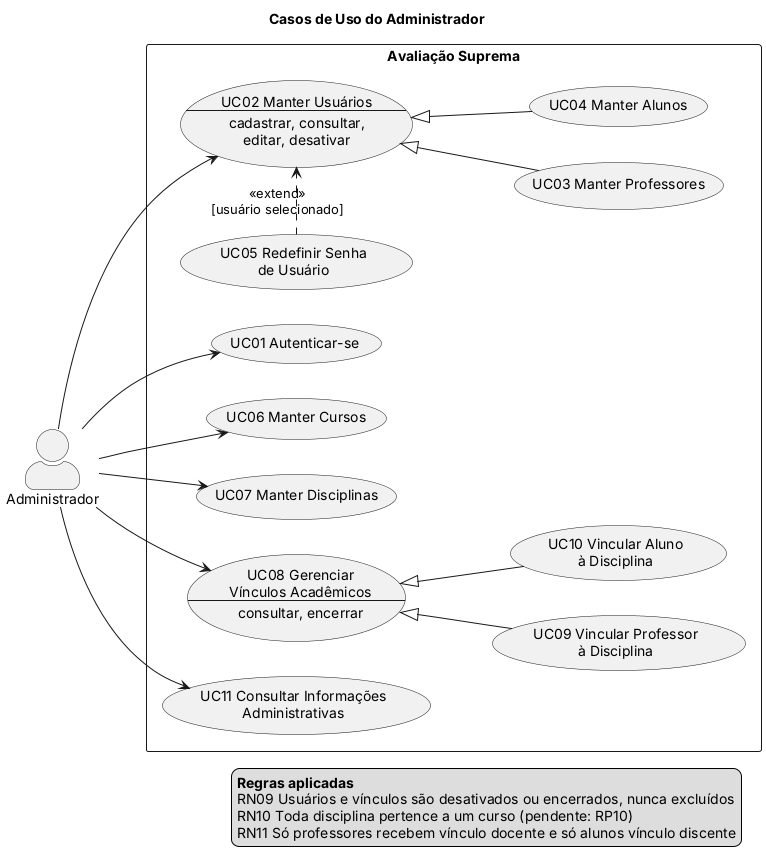 Casos de Uso do Administrador
Avaliação Suprema
UC02 Manter Usuários
cadastrar, consultar,
editar, desativar
UC04 Manter Alunos
UC03 Manter Professores
«extend»
[usuário selecionado]
UC05 Redefinir Senha
de Usuário
UC01 Autenticar-se
UC06 Manter Cursos
UC07 Manter Disciplinas
Administrador
UC08 Gerenciar
Vínculos Acadêmicos
consultar, encerrar
UC10 Vincular Aluno
à Disciplina
UC09 Vincular Professor
à Disciplina
UC11 Consultar Informações
Administrativas
Regras aplicadas
RN09 Usuários e vínculos são desativados ou encerrados, nunca excluídos
RN10 Toda disciplina pertence a um curso (pendente: RP10)
RN11 Só professores recebem vínculo docente e só alunos vínculo discente